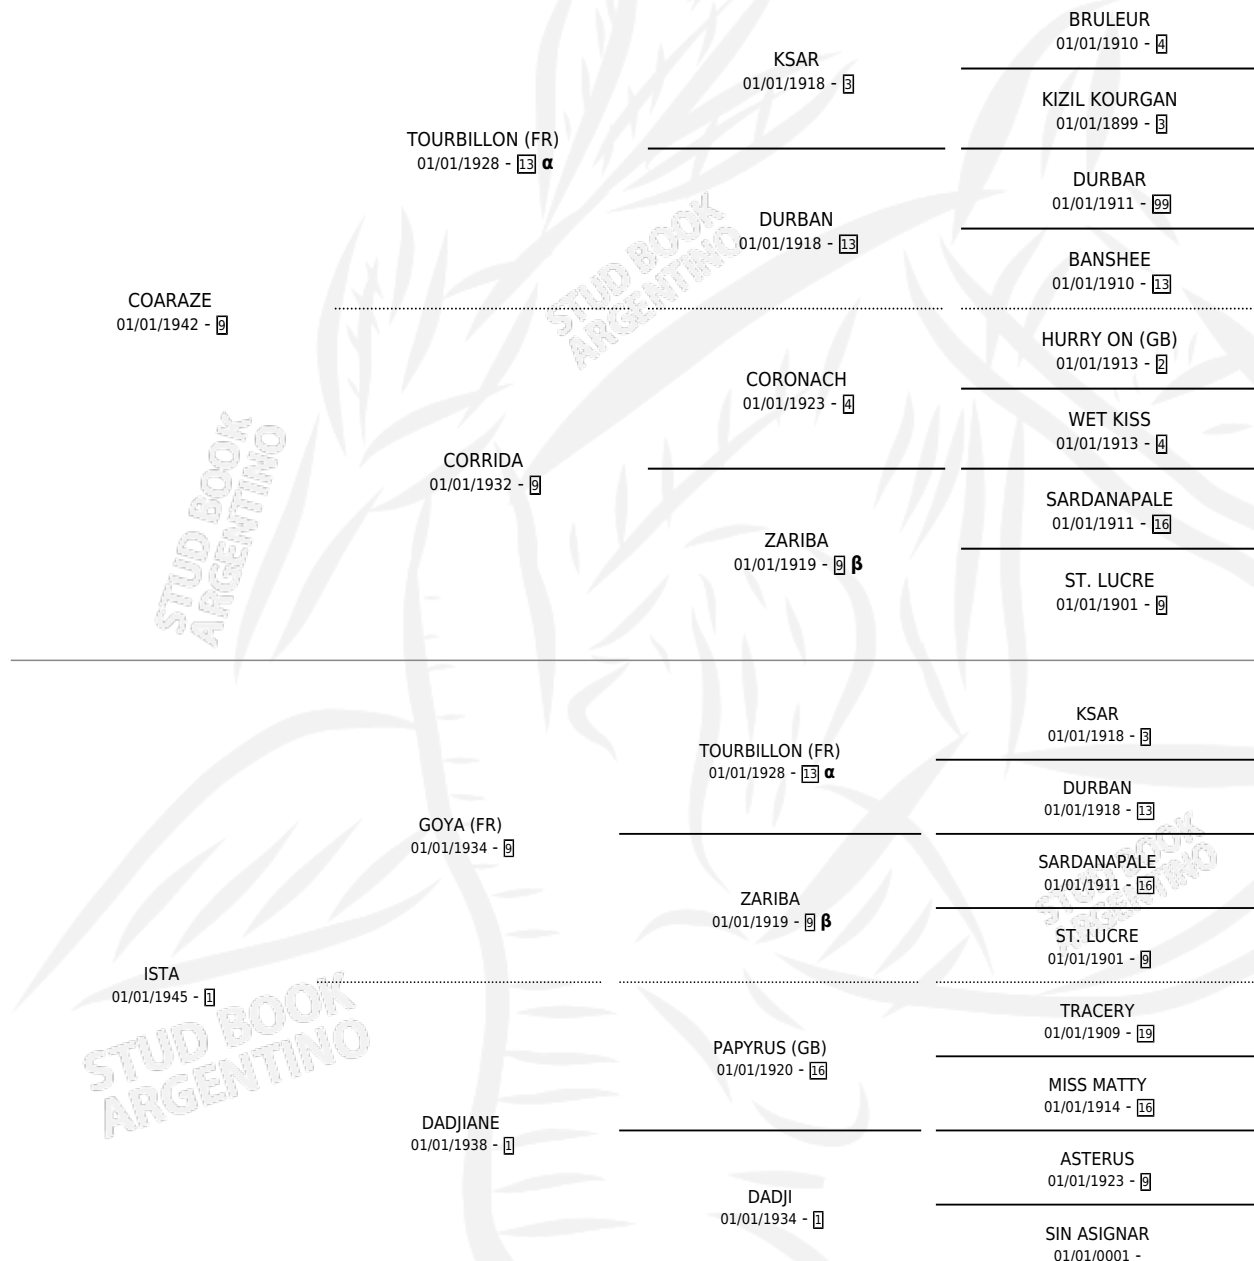 BRULEUR
01/01/1910 - 4
KSAR
01/01/1918 - 3
KIZIL KOURGAN
01/01/1899 - 3
TOURBILLON (FR)
01/01/1928 - 13 α
DURBAR
01/01/1911 - 99
DURBAN
01/01/1918 - 13
BANSHEE
01/01/1910 - 13
COARAZE
01/01/1942 - 9
HURRY ON (GB)
01/01/1913 - 2
CORONACH
01/01/1923 - 4
WET KISS
01/01/1913 - 4
CORRIDA
01/01/1932 - 9
SARDANAPALE
01/01/1911 - 16
ZARIBA
01/01/1919 - 9 β
ST. LUCRE
01/01/1901 - 9
KSAR
01/01/1918 - 3
TOURBILLON (FR)
01/01/1928 - 13 α
DURBAN
01/01/1918 - 13
GOYA (FR)
01/01/1934 - 9
SARDANAPALE
01/01/1911 - 16
ZARIBA
01/01/1919 - 9 β
ST. LUCRE
01/01/1901 - 9
ISTA
01/01/1945 - 1
TRACERY
01/01/1909 - 19
PAPYRUS (GB)
01/01/1920 - 16
MISS MATTY
01/01/1914 - 16
DADJIANE
01/01/1938 - 1
ASTERUS
01/01/1923 - 9
DADJI
01/01/1934 - 1
SIN ASIGNAR
01/01/0001 -
STUD BOOK
ARGENTINO
STUD BOOK
ARGENTINO
STUD BOOK
ARGENTINO
STUD BOOK
ARGENTINO